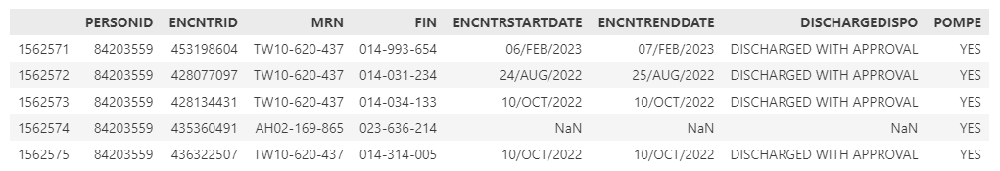 PERSONID ENCNTRID MRN FIN ENCNTRSTARTDATE ENCNTRENDDATE DISCHARGEDISPO POMPE
1562571 84203559 453198604 TW10-620-437 014-993-654 06/FEB/2023 07/FEB/2023 DISCHARGED WITH APPROVAL YES
1562572 84203559 428077097 TW10-620-437 014-031-234 24/AUG/2022 25/AUG/2022 DISCHARGED WITH APPROVAL YES
1562573 84203559 428134431 TW10-620-437 014-034-133 10/OCT/2022 10/OCT/2022 DISCHARGED WITH APPROVAL YES
1562574 84203559 435360491 AH02-169-865 023-636-214 NaN NaN NaN YES
1562575 84203559 436322507 TW10-620-437 014-314-005 10/OCT/2022 10/OCT/2022 DISCHARGED WITH APPROVAL YES